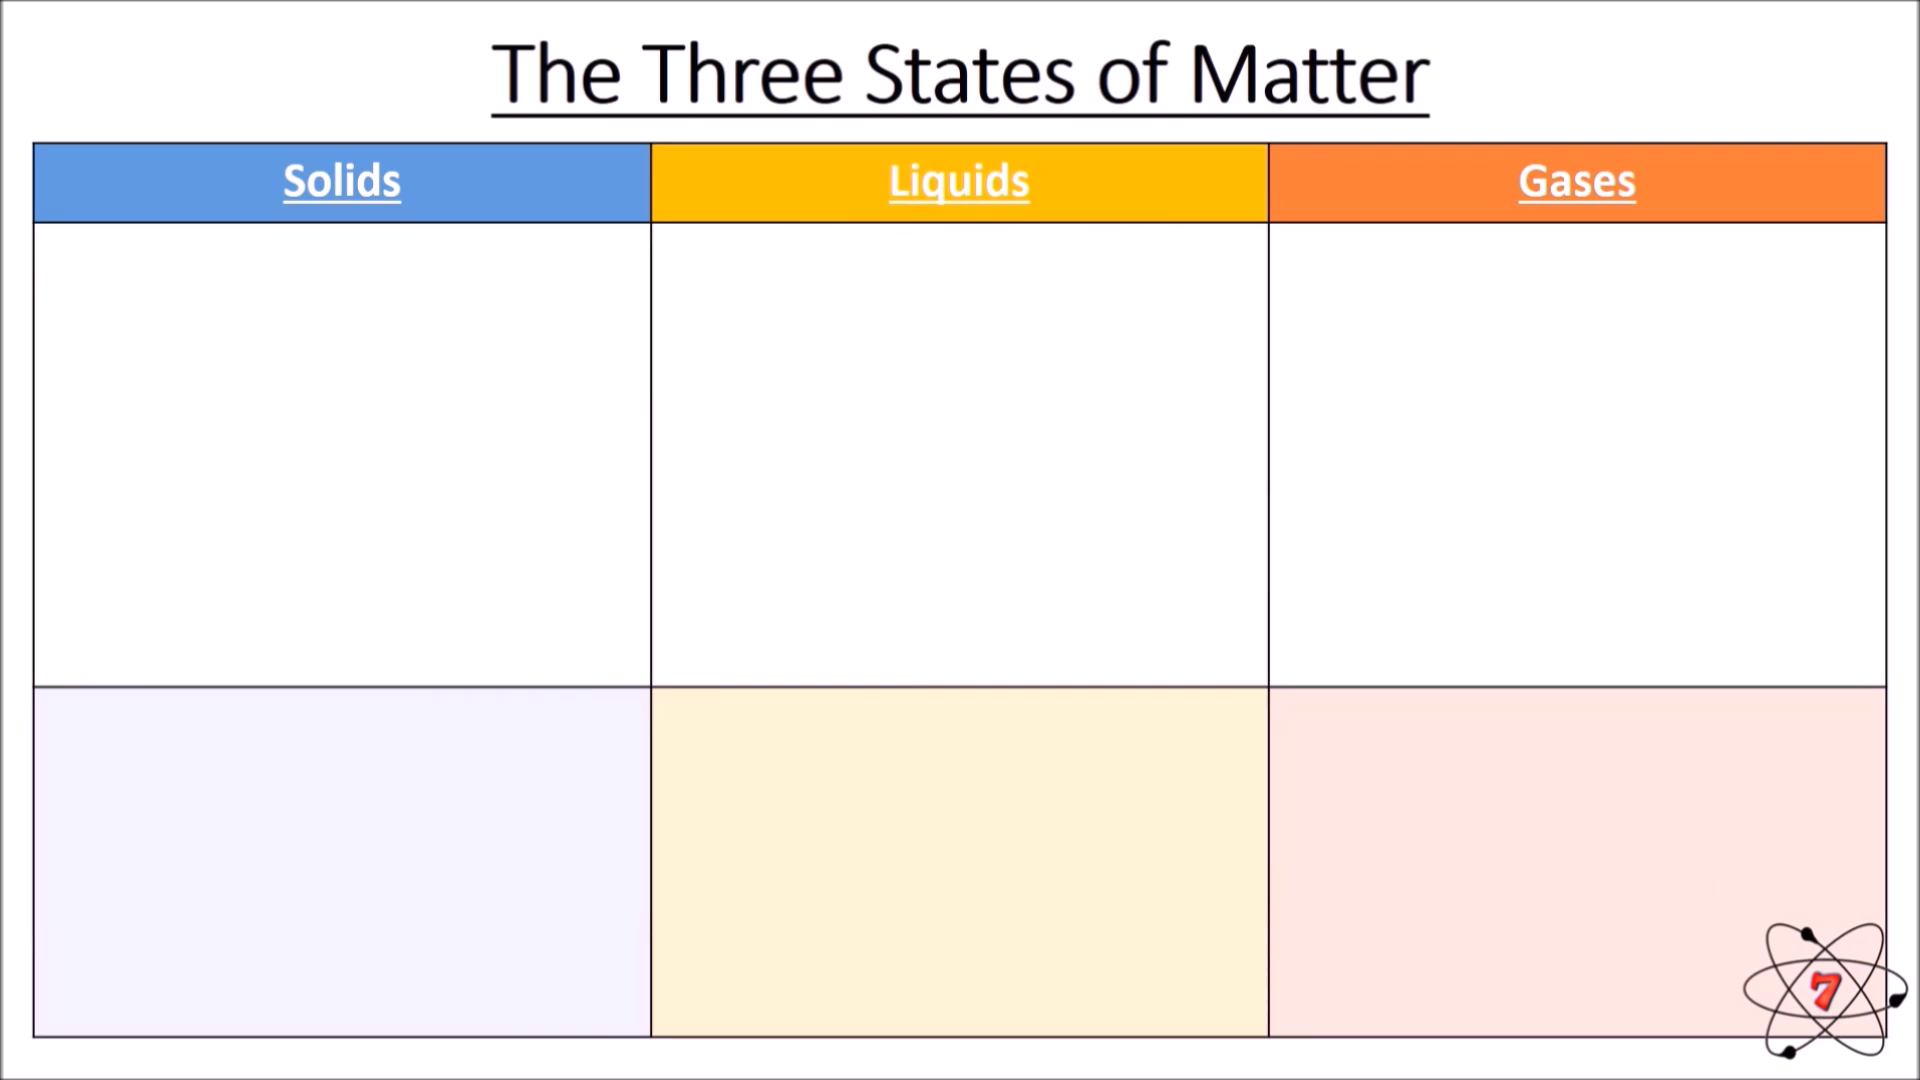 The Three States of Matter
Solids
Liquids
Gases
7